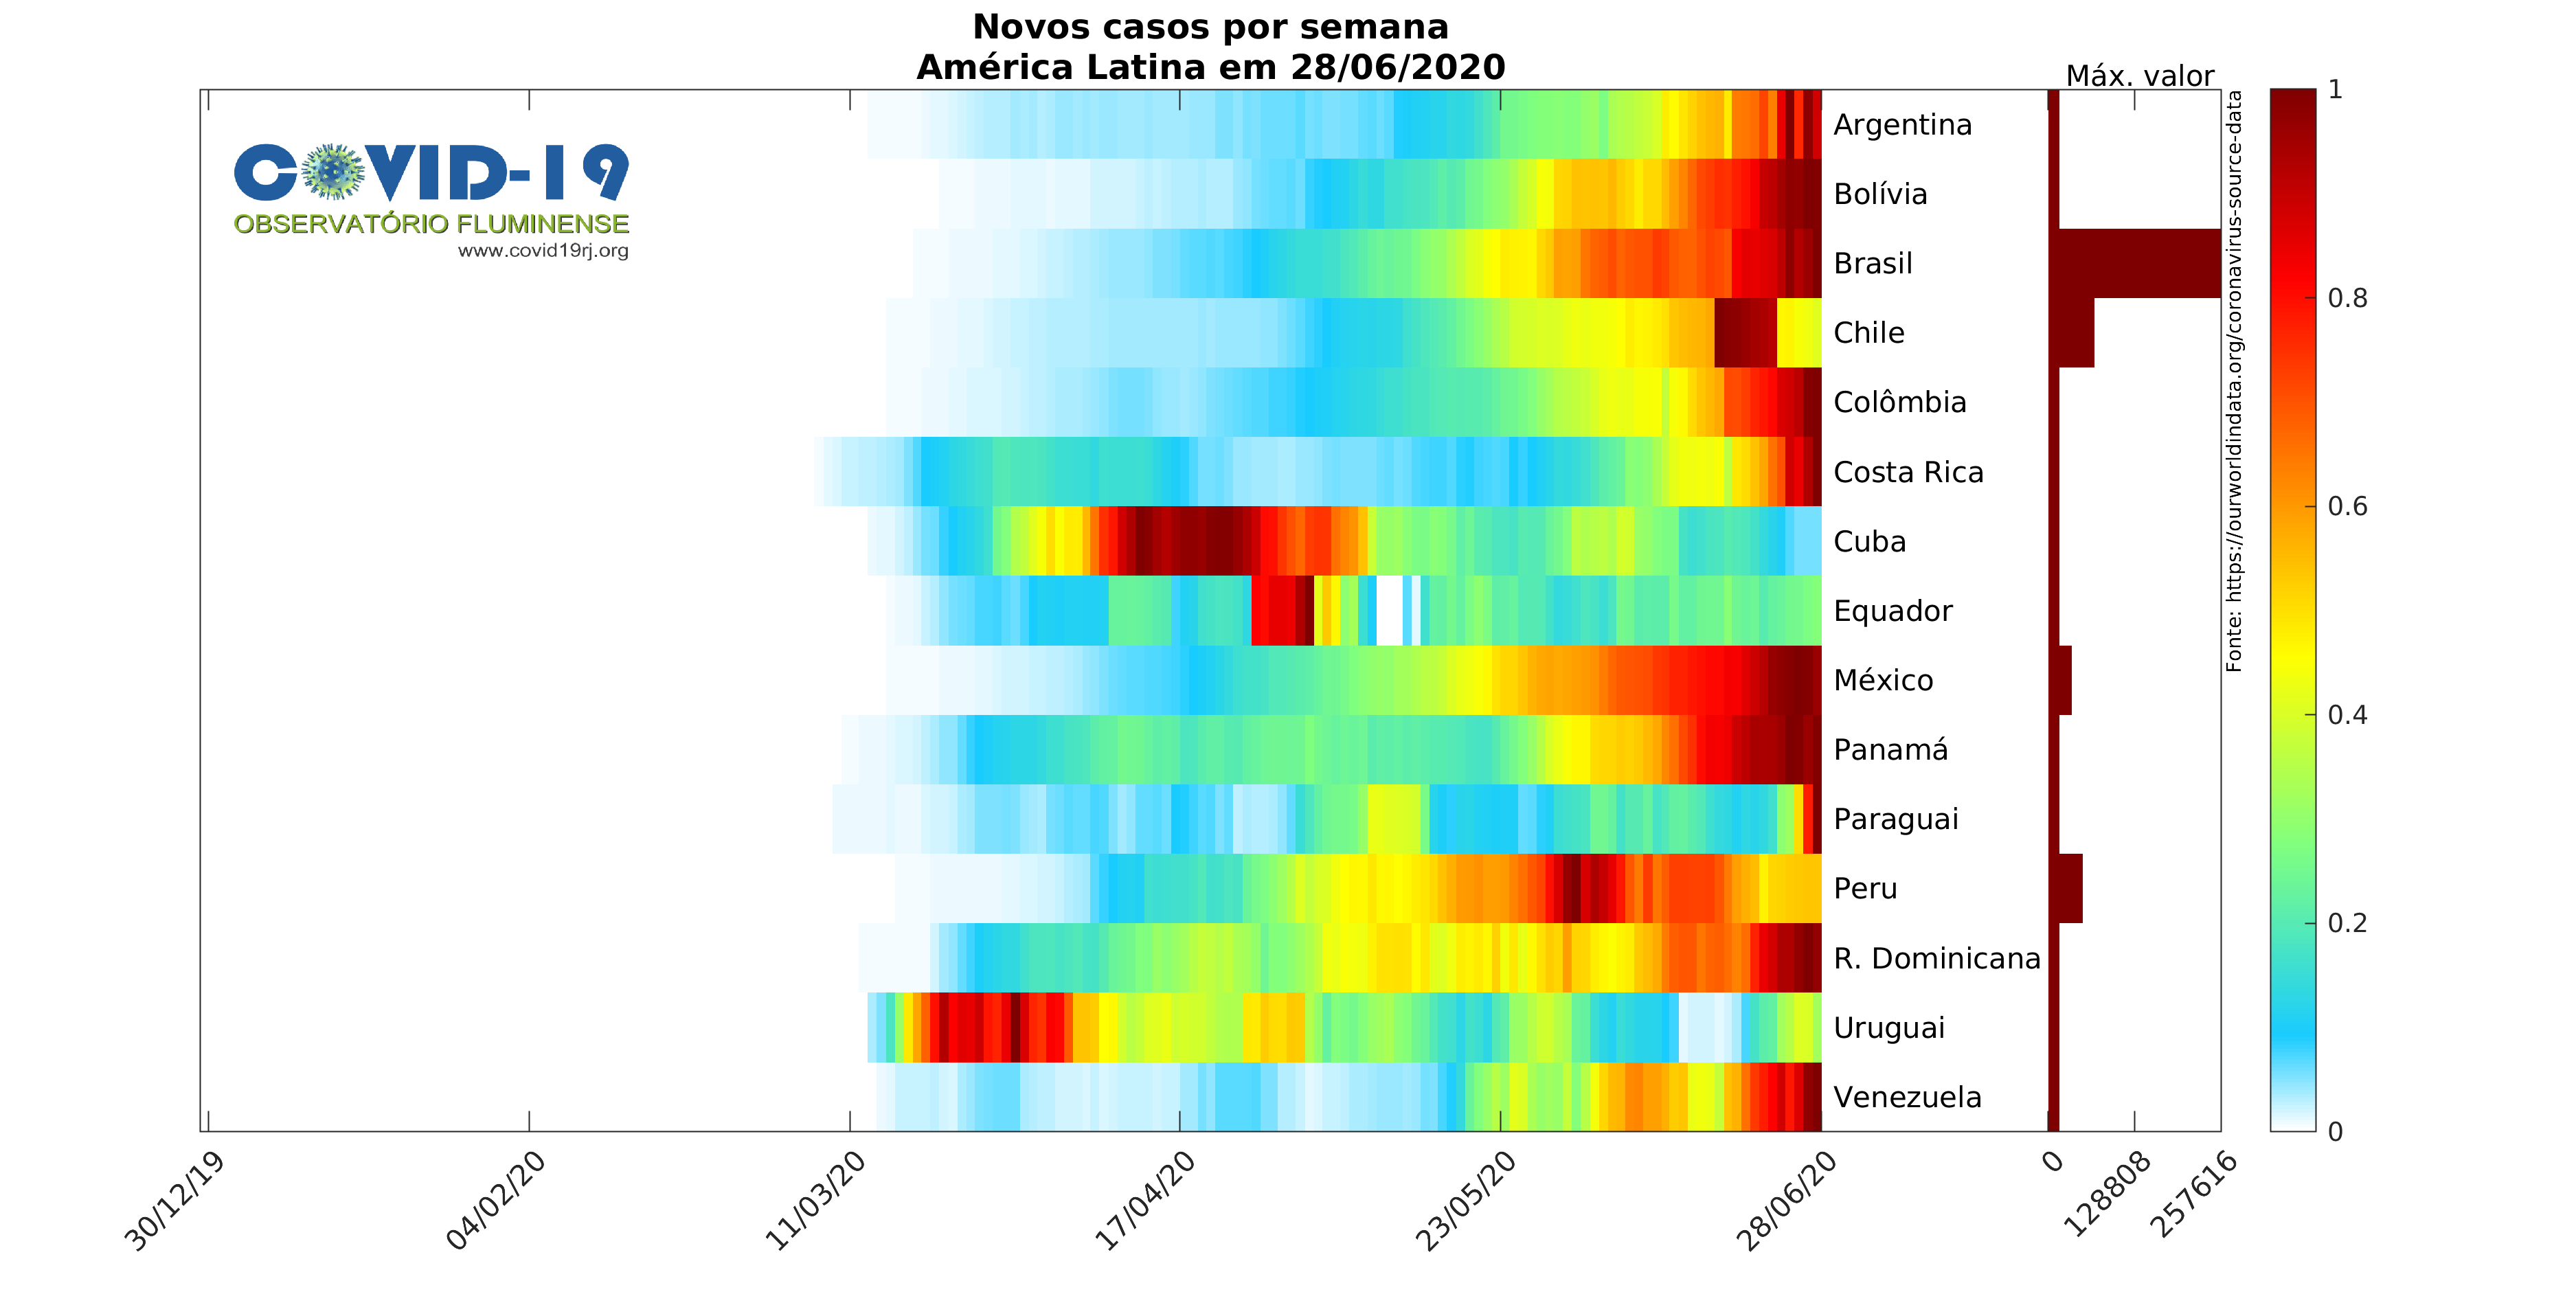 Novos casos por semana
América Latina em 28/06/2020
Máx. valor
COVID-19
OBSERVATÓRIO FLUMINENSE
www.covid19rj.org
Argentina
Bolívia
Brasil
Chile
Colômbia
Costa Rica
Cuba
Equador
México
Panamá
Paraguai
Peru
R. Dominicana
Uruguai
Venezuela
Fonte: https://ourworldindata.org/coronavirus-source-data
1
0.8
0.6
0.4
0.2
0
30/12/19
04/02/20
11/03/20
17/04/20
23/05/20
28/06/20
0
128808
257616